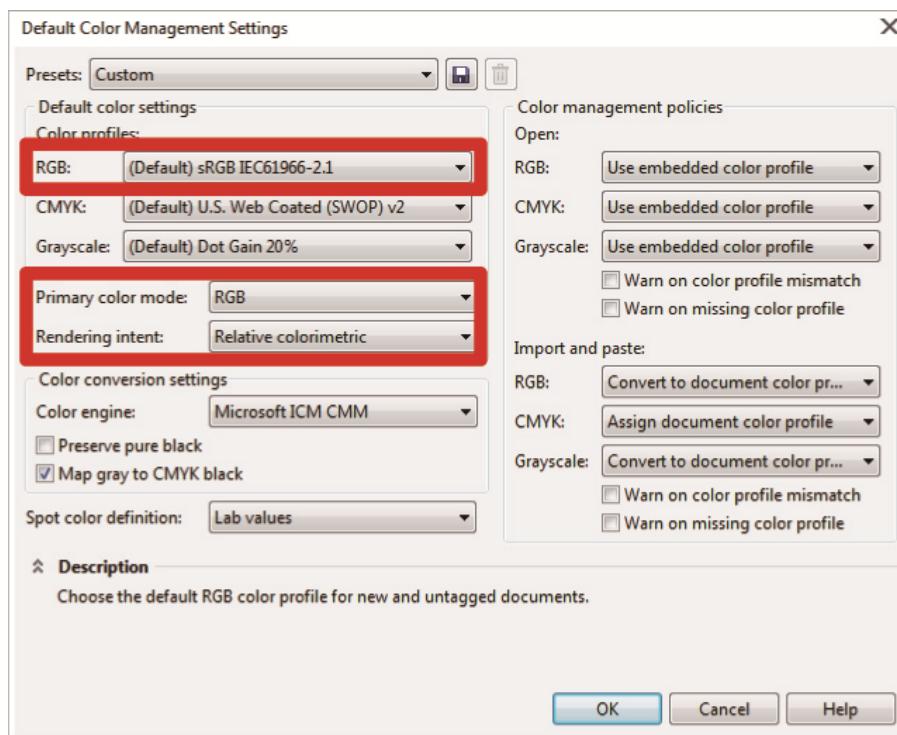 Default Color Management Settings
Presets: Custom
Default color settings
Color profiles:
RGB: (Default) sRGB IEC61966-2.1
CMYK: (Default) U.S. Web Coated (SWOP) v2
Grayscale: (Default) Dot Gain 20%
Primary color mode: RGB
Rendering intent: Relative colorimetric
Color conversion settings
Color engine: Microsoft ICM CMM
Preserve pure black
Map gray to CMYK black
Spot color definition: Lab values
Color management policies
Open:
RGB: Use embedded color profile
CMYK: Use embedded color profile
Grayscale: Use embedded color profile
Warn on color profile mismatch
Warn on missing color profile
Import and paste:
RGB: Convert to document color pr...
CMYK: Assign document color profile
Grayscale: Convert to document color pr...
Warn on color profile mismatch
Warn on missing color profile
Description
Choose the default RGB color profile for new and untagged documents.
OK Cancel Help